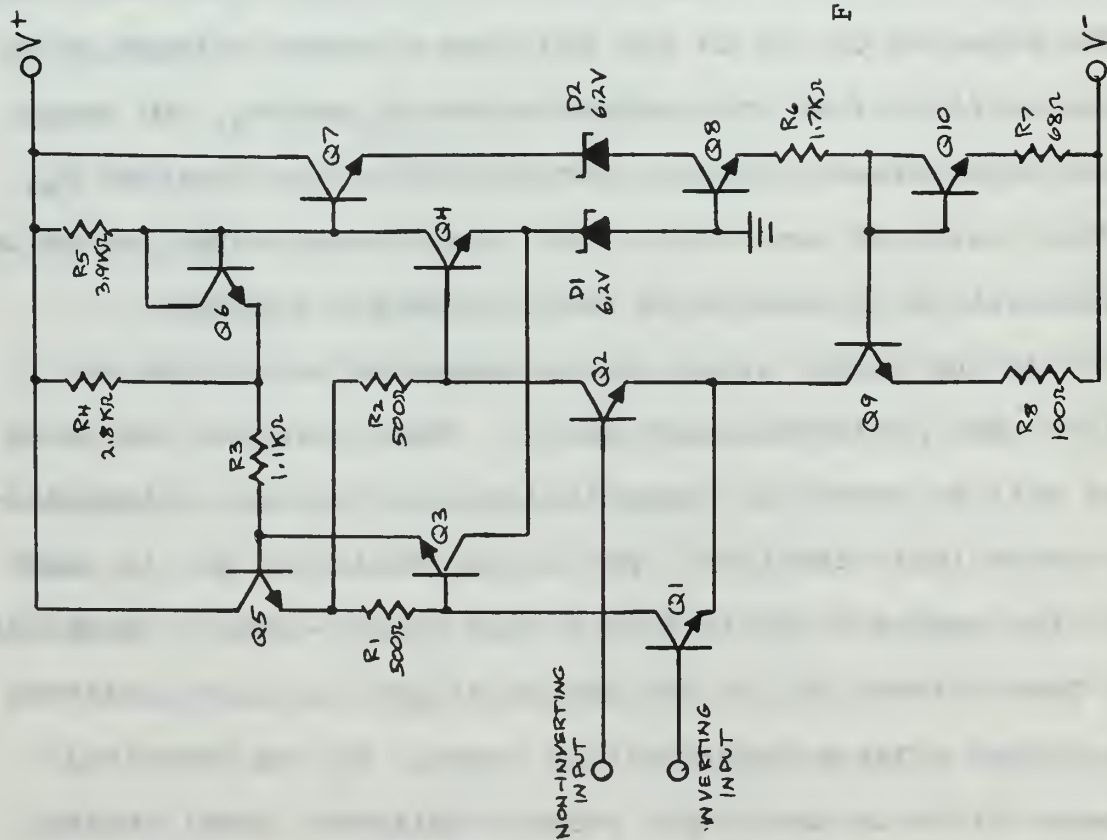 V+
R5
3.9KΩ
R4
2.8KΩ
Q6
Q7
R3
1.1KΩ
Q5
R2
500Ω
Q4
D2
6.2V
R1
500Ω
Q3
D1
6.2V
Q8
Q2
R6
1.7KΩ
F
Q1
Q9
Q10
NON-INVERTING
INPUT
INVERTING
INPUT
R8
100Ω
R7
68Ω
V-